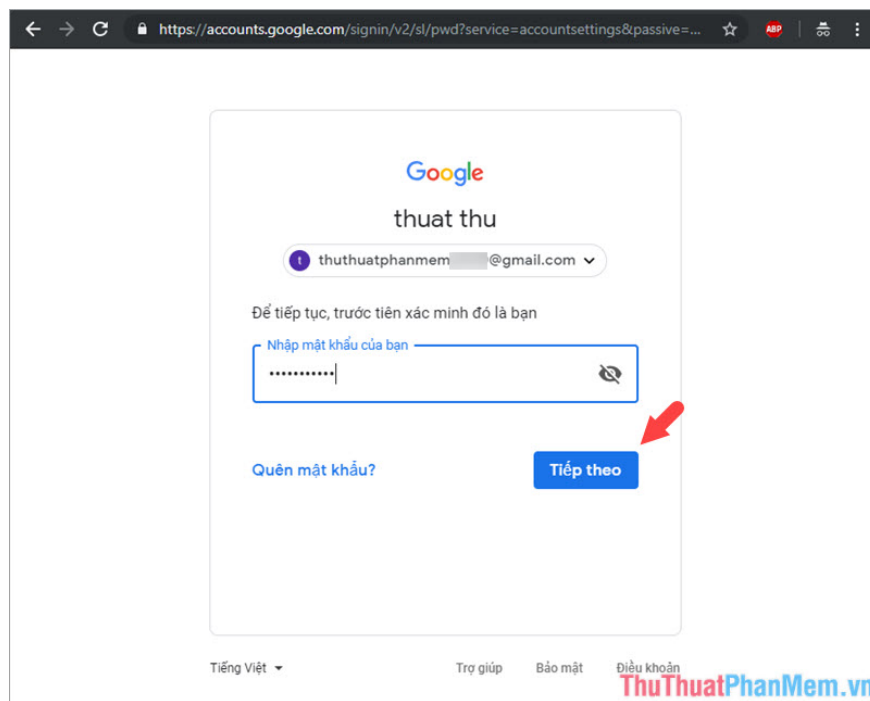 https://accounts.google.com/signin/v2/sl/pwd?service=accountsettings&passive=...
ABP
Google
thuat thu
t
thuthuatphanmem @gmail.com
Để tiếp tục, trước tiên xác minh đó là bạn
Nhập mật khẩu của bạn
•••••••••••
Quên mật khẩu?
Tiếp theo
Tiếng Việt
Trợ giúp
Bảo mật
Điều khoản
ThuThuatPhanMem.vn